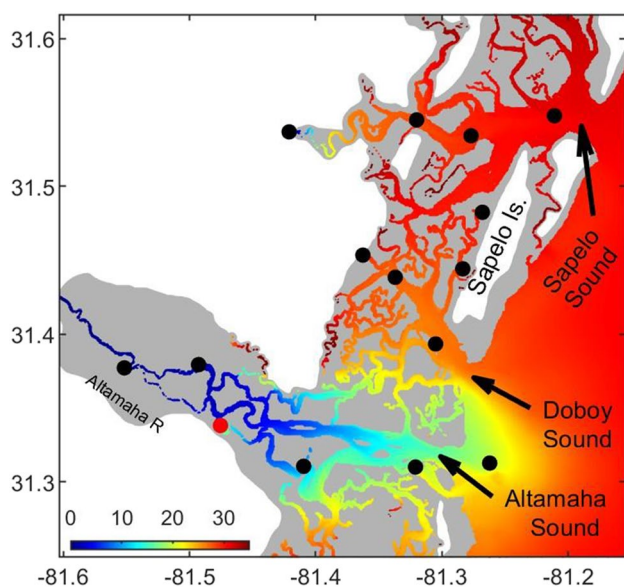 31.6
31.5
31.4
31.3
Sapelo Is.
Sapelo
Sound
Doboy
Sound
Altamaha R
Altamaha
Sound
0 10 20 30
-81.6 -81.5 -81.4 -81.3 -81.2